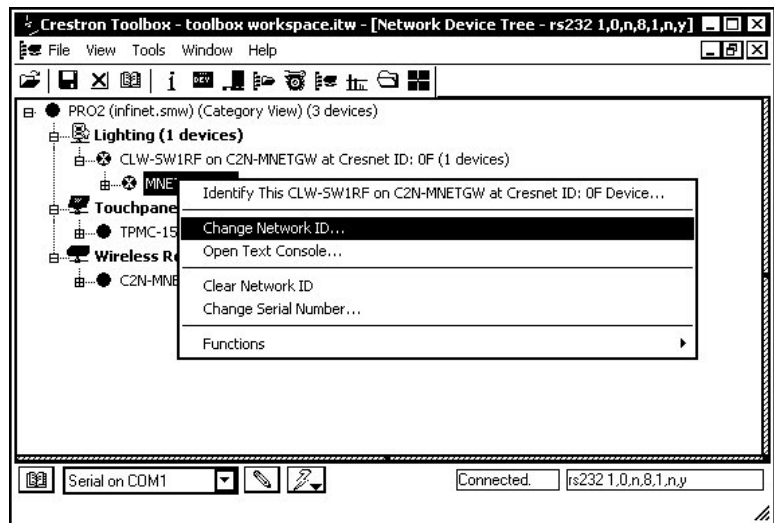 Crestron Toolbox - toolbox workspace.itw - [Network Device Tree - rs232 1,0,n,8,1,n,y]
File View Tools Window Help
PRO2 (infinet.smw) (Category View) (3 devices)
Lighting (1 devices)
CLW-SW1RF on C2N-MNETGW at Cresnet ID: 0F (1 devices)
MNET
Identify This CLW-SW1RF on C2N-MNETGW at Cresnet ID: 0F Device...
Touchpane
Change Network ID...
TPMC-15
Open Text Console...
Wireless Re
C2N-MNE
Clear Network ID
Change Serial Number...
Functions
Serial on COM1
Connected.
rs232 1,0,n,8,1,n,y